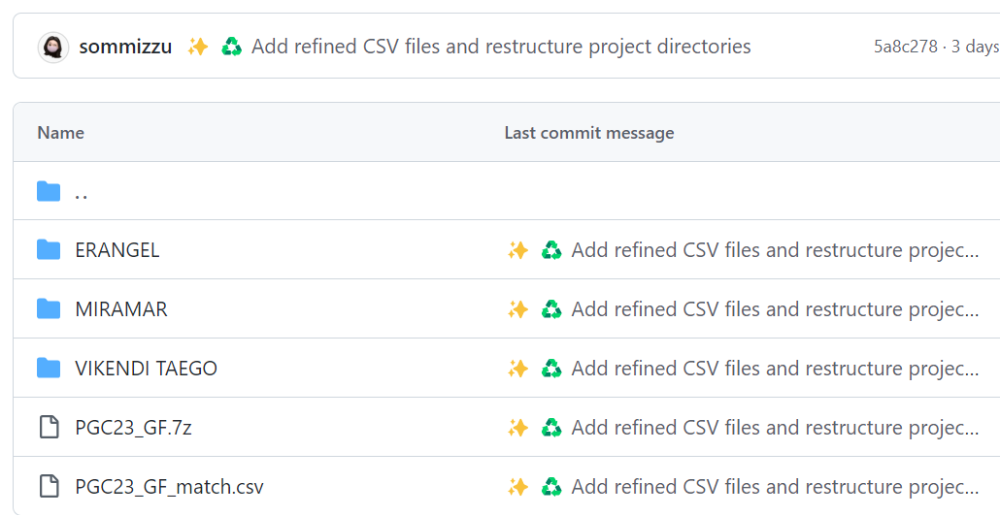 sommizzu ✨ ♻️ Add refined CSV files and restructure project directories 5a8c278 · 3 days
Name Last commit message
..
ERANGEL ✨ ♻️ Add refined CSV files and restructure projec...
MIRAMAR ✨ ♻️ Add refined CSV files and restructure projec...
VIKENDI TAEGO ✨ ♻️ Add refined CSV files and restructure projec...
PGC23_GF.7z ✨ ♻️ Add refined CSV files and restructure projec...
PGC23_GF_match.csv ✨ ♻️ Add refined CSV files and restructure projec...